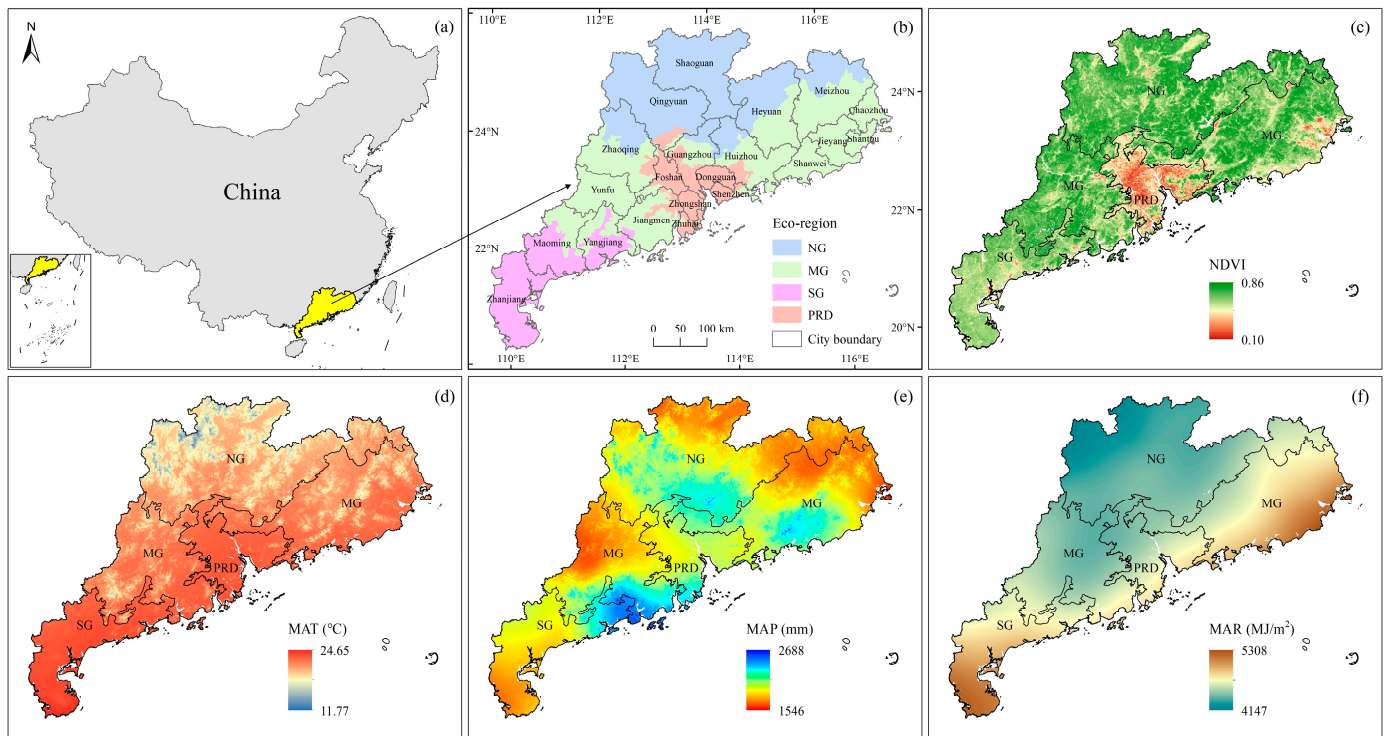 (a)
N
China
110°E
112°E
114°E
116°E
(b)
24°N
22°N
Shaoguan
Qingyuan
Meizhou
Heyuan
Chaozhou
Jieyang
Shantou
Zhaoqing
Guangzhou
Huizhou
Shanwei
Foshan
Dongguan
Yunfu
Shenzhen
Zhongshan
Jiangmen
Zhuhai
Maoming
Yangjiang
Zhanjiang
Eco-region
NG
MG
SG
PRD
City boundary
0 50 100 km
110°E
112°E
114°E
116°E
24°N
22°N
20°N
(c)
NG
MG
MG
PRD
SG
NDVI
0.86
0.10
(d)
NG
MG
MG
PRD
SG
MAT (°C)
24.65
11.77
(e)
NG
MG
MG
PRD
SG
MAP (mm)
2688
1546
(f)
NG
MG
MG
PRD
SG
MAR (MJ/m²)
5308
4147